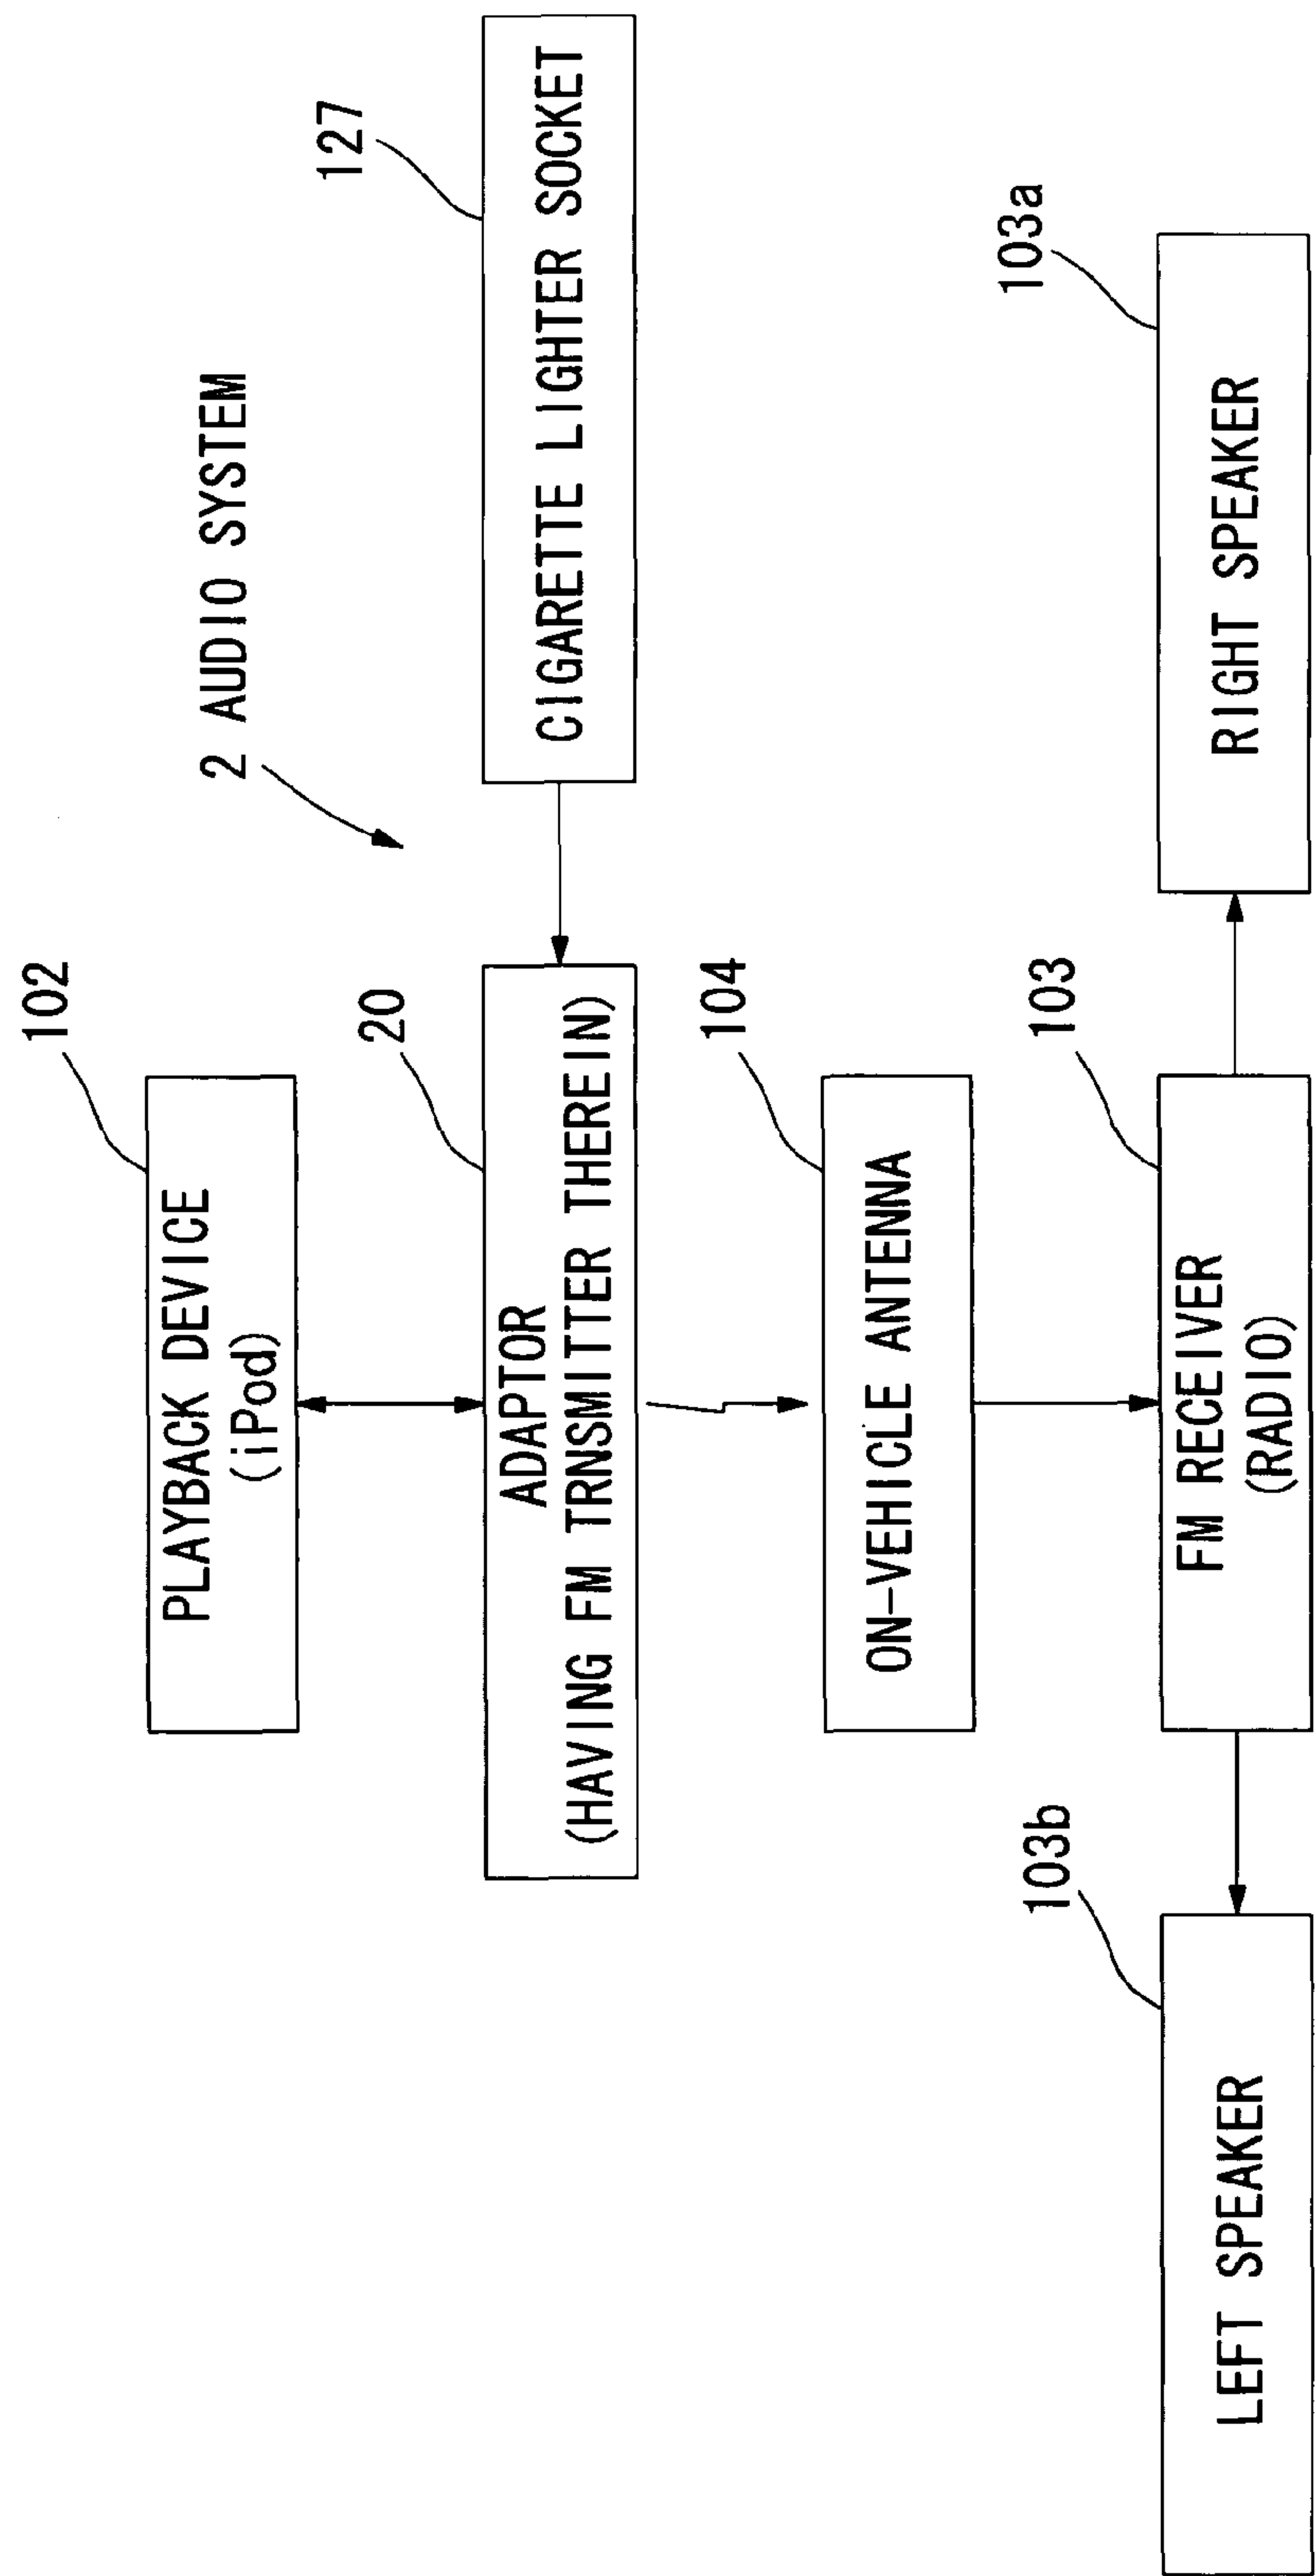 102
PLAYBACK DEVICE
(iPod)
2 AUDIO SYSTEM
127
20
ADAPTOR
(HAVING FM TRNSMITTER THEREIN)
CIGARETTE LIGHTER SOCKET
104
ON-VEHICLE ANTENNA
103b
103
103a
LEFT SPEAKER
FM RECEIVER
(RADIO)
RIGHT SPEAKER